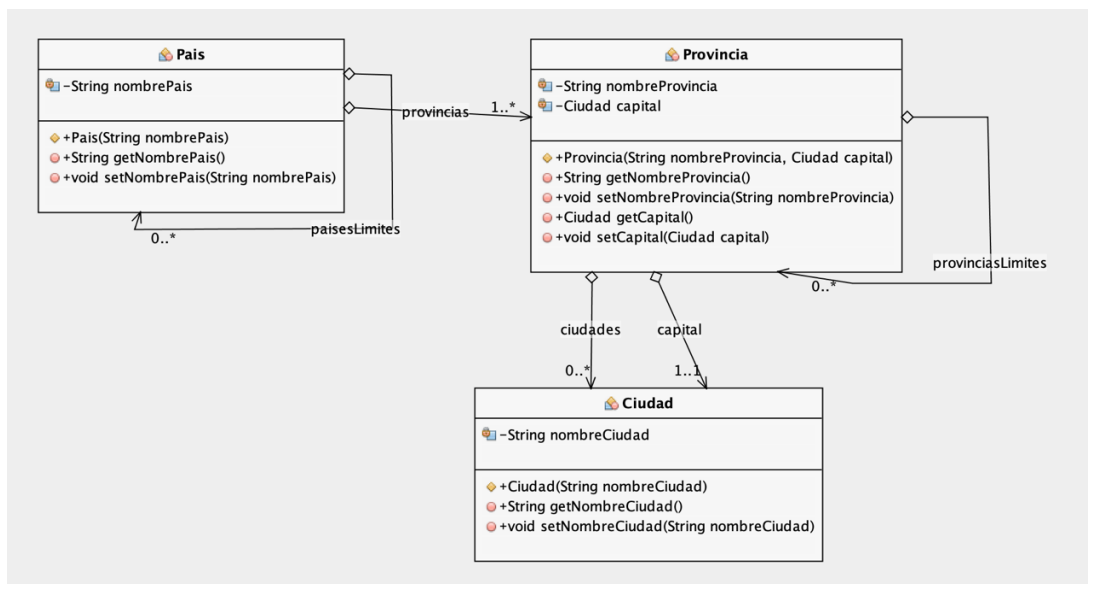 Pais
-String nombrePais
+Pais(String nombrePais)
+String getNombrePais()
+void setNombrePais(String nombrePais)
provincias
1..*
0..*
paisesLimites
Provincia
-String nombreProvincia
-Ciudad capital
+Provincia(String nombreProvincia, Ciudad capital)
+String getNombreProvincia()
+void setNombreProvincia(String nombreProvincia)
+Ciudad getCapital()
+void setCapital(Ciudad capital)
provinciasLimites
0..*
ciudades
capital
0..*
1..1
Ciudad
-String nombreCiudad
+Ciudad(String nombreCiudad)
+String getNombreCiudad()
+void setNombreCiudad(String nombreCiudad)